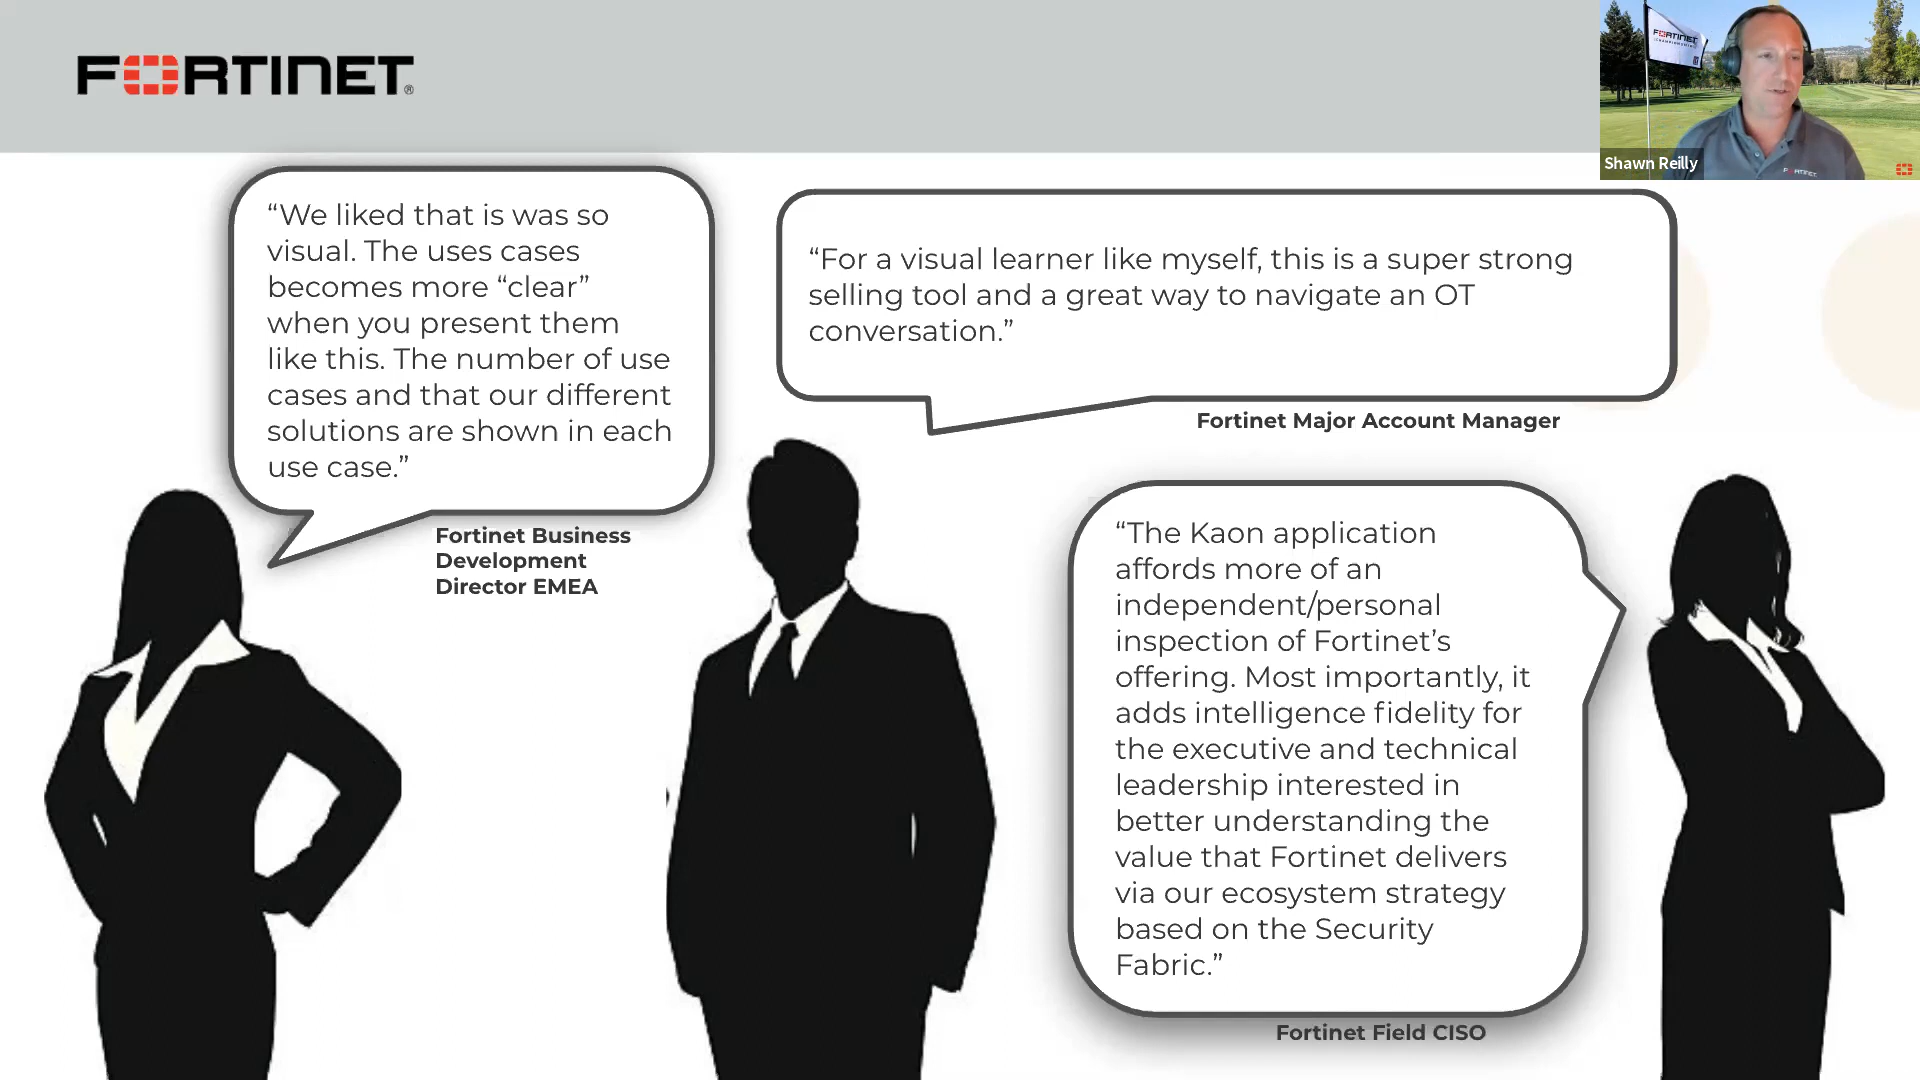 FORTINET®
FORTINET
Shawn Reilly
FORTINET
“We liked that is was so
visual. The uses cases
becomes more “clear”
when you present them
like this. The number of use
cases and that our different
solutions are shown in each
use case.”
Fortinet Business
Development
Director EMEA
“For a visual learner like myself, this is a super strong
selling tool and a great way to navigate an OT
conversation.”
Fortinet Major Account Manager
“The Kaon application
affords more of an
independent/personal
inspection of Fortinet’s
offering. Most importantly, it
adds intelligence fidelity for
the executive and technical
leadership interested in
better understanding the
value that Fortinet delivers
via our ecosystem strategy
based on the Security
Fabric.”
Fortinet Field CISO